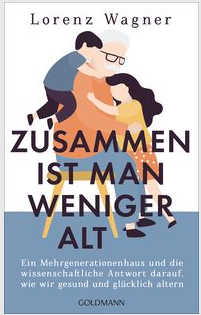 Lorenz Wagner
ZUSAMMEN
IST MAN
WENIGER
ALT
Ein Mehrgenerationenhaus und die
wissenschaftliche Antwort darauf,
wie wir gesund und glücklich altern
GOLDMANN